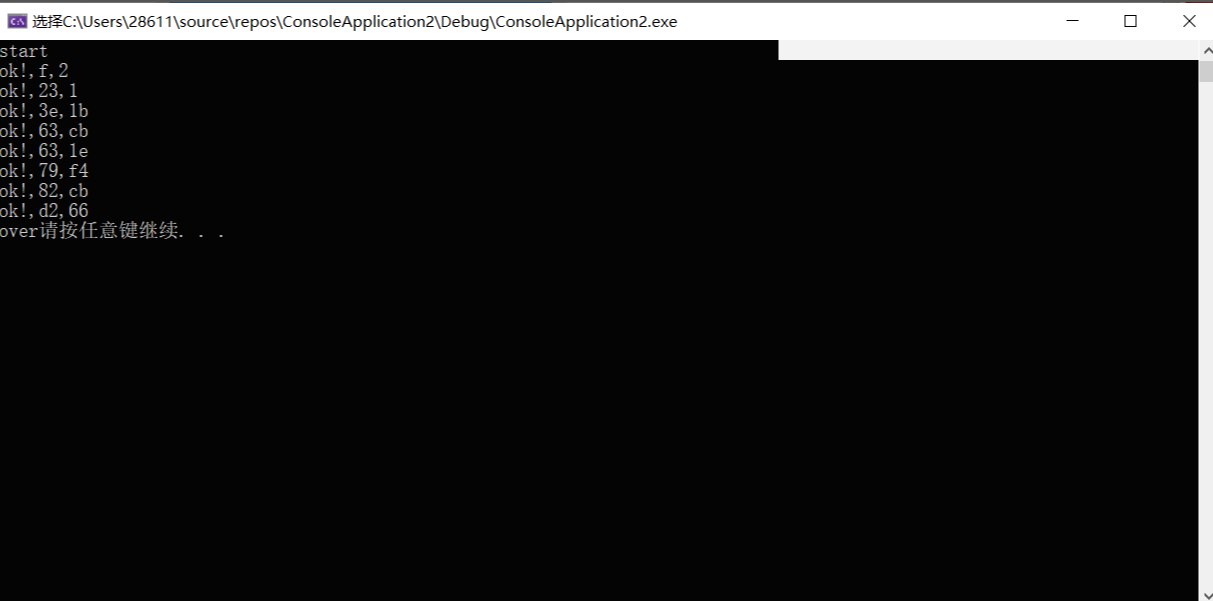 选择C:\Users\28611\source\repos\ConsoleApplication2\Debug\ConsoleApplication2.exe
start
ok!,f,2
ok!,23,1
ok!,3e,1b
ok!,63,cb
ok!,63,1e
ok!,79,f4
ok!,82,cb
ok!,d2,66
over请按任意键继续. . .